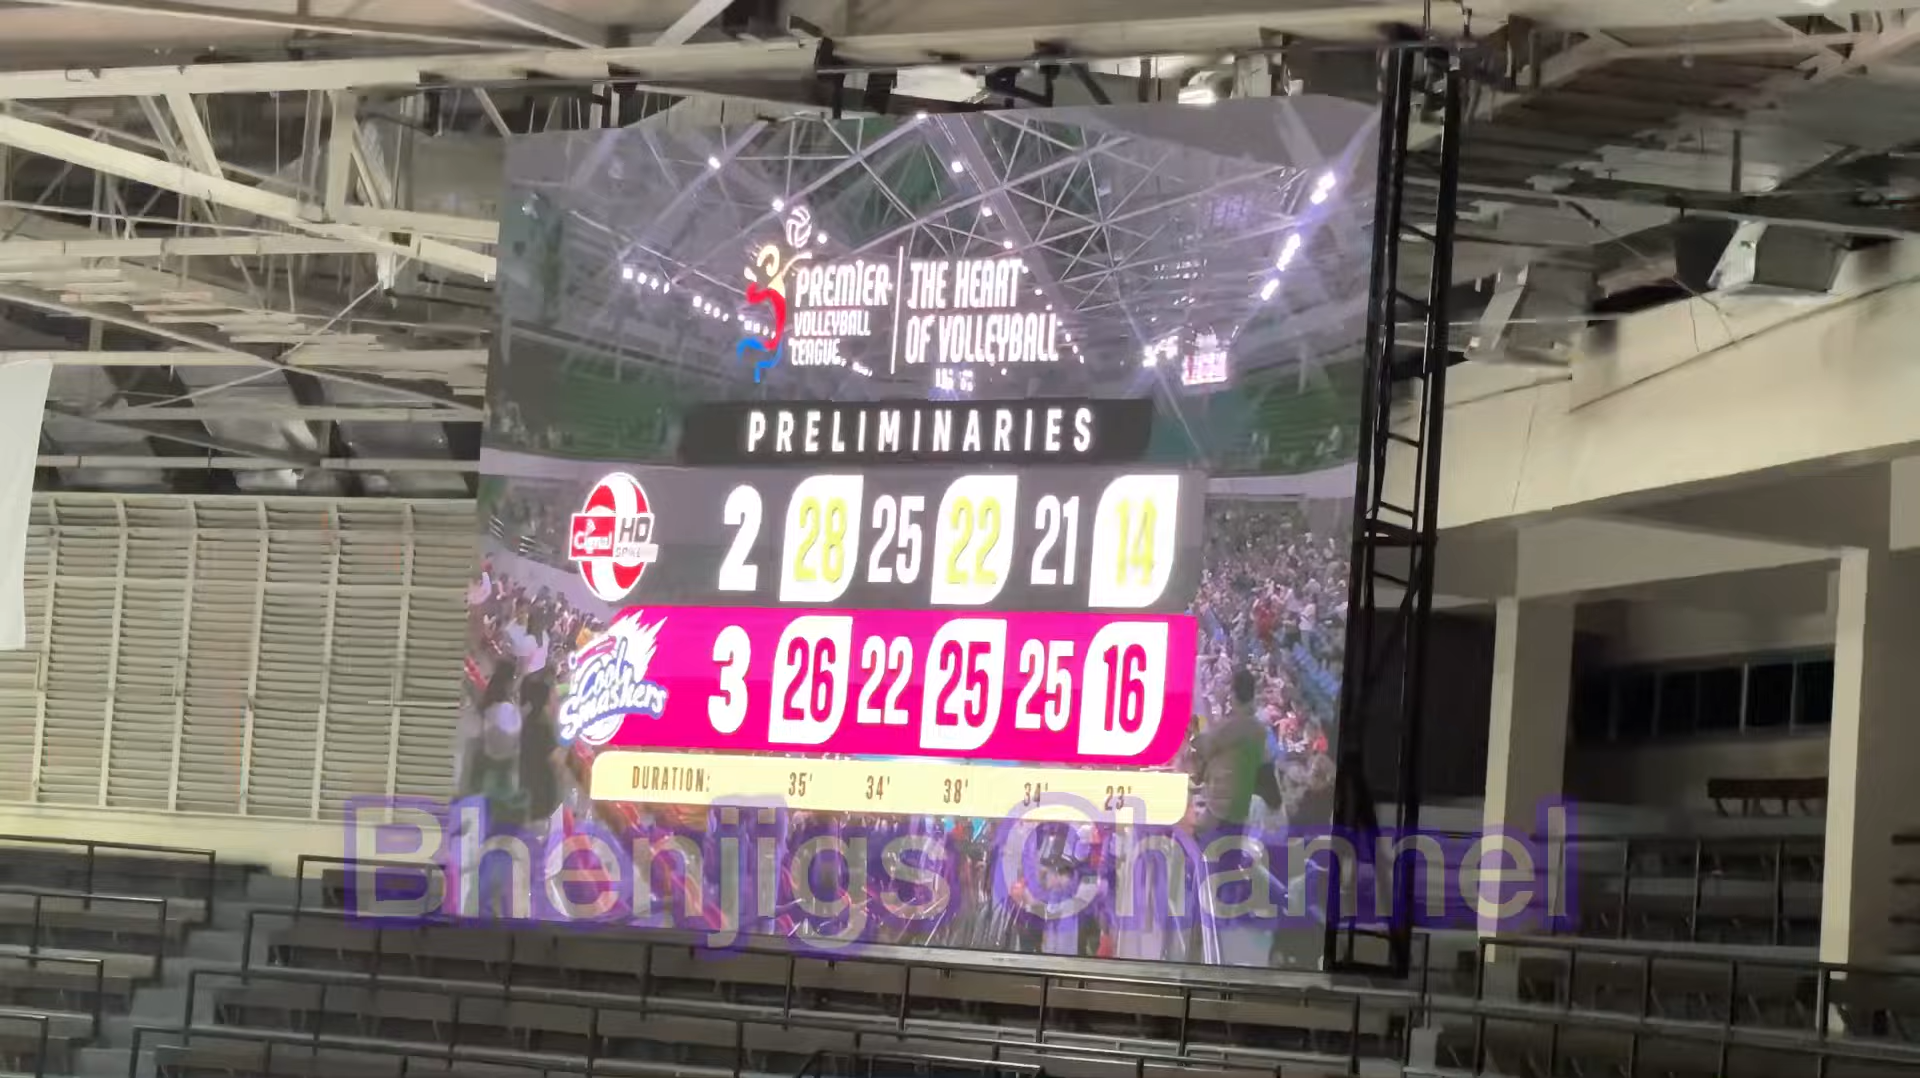 PREMIER
VOLLEYBALL
LEAGUE
THE HEART
OF VOLLEYBALL
PRELIMINARIES
Cignal HD
SPIKERS
2 28 25 22 21 14
Cool
Smashers
3 26 22 25 25 16
DURATION: 35' 34' 38' 34' 23'
Bhenjigs Channel